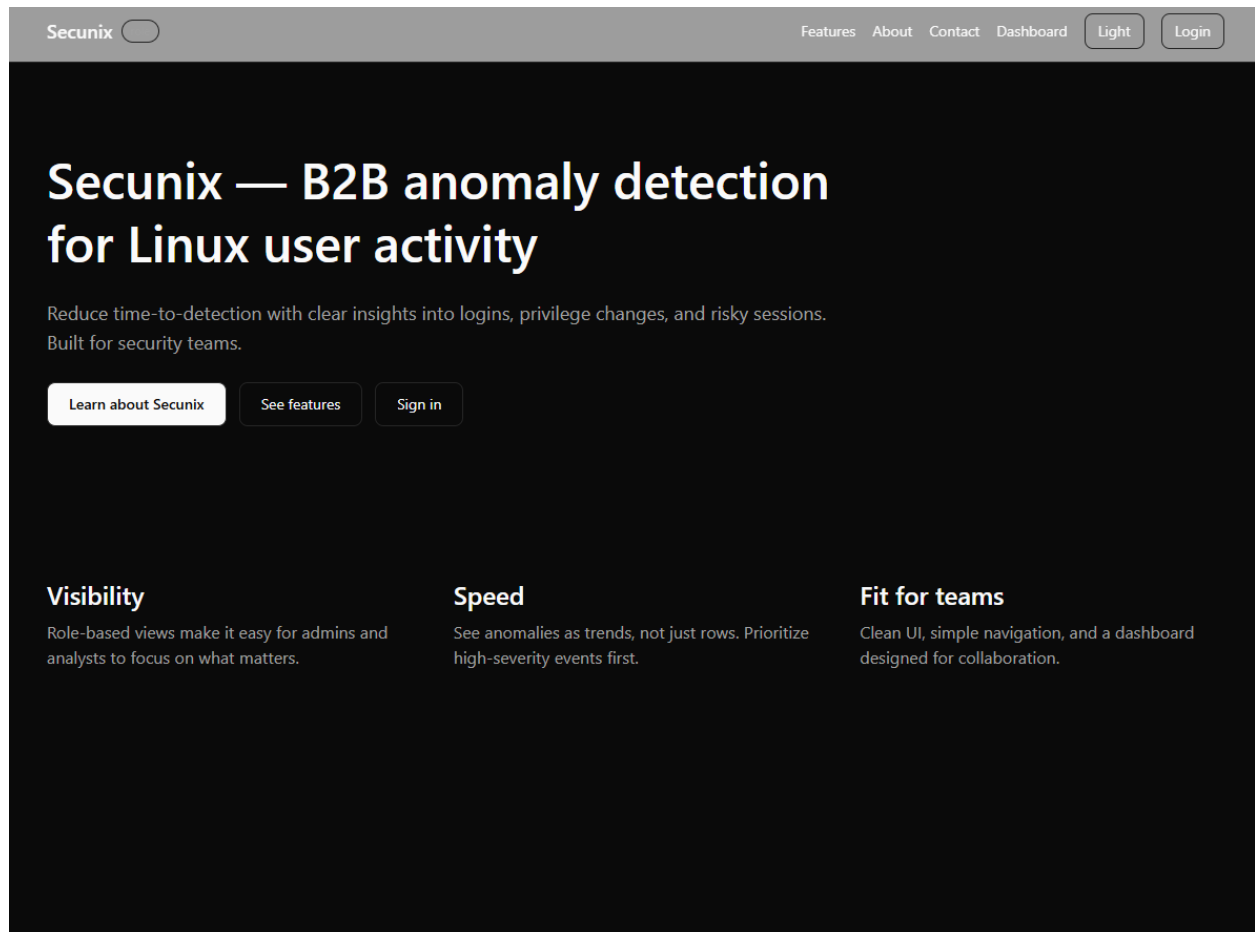 Secunix
Features About Contact Dashboard Light Login
Secunix — B2B anomaly detection
for Linux user activity
Reduce time-to-detection with clear insights into logins, privilege changes, and risky sessions.
Built for security teams.
Learn about Secunix See features Sign in
Visibility
Role-based views make it easy for admins and
analysts to focus on what matters.
Speed
See anomalies as trends, not just rows. Prioritize
high-severity events first.
Fit for teams
Clean UI, simple navigation, and a dashboard
designed for collaboration.